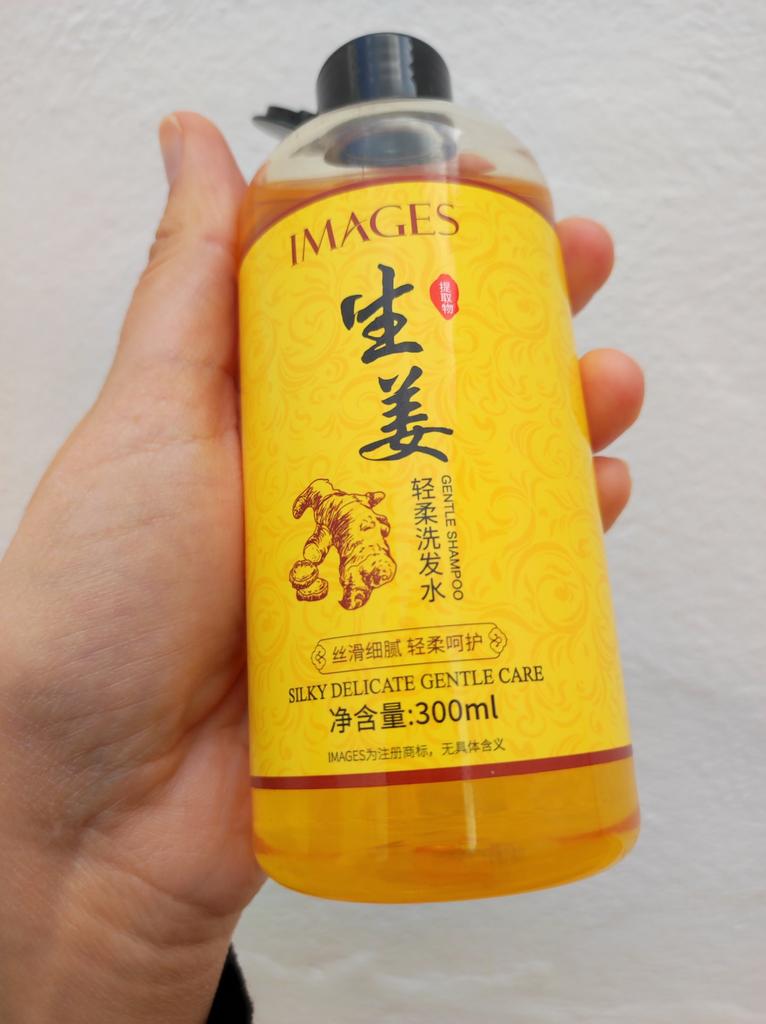 IMAGES
生姜
提取物
轻柔洗发水
GENTLE SHAMPOO
丝滑细腻 轻柔呵护
SILKY DELICATE GENTLE CARE
净含量:300ml
IMAGES为注册商标，无具体含义